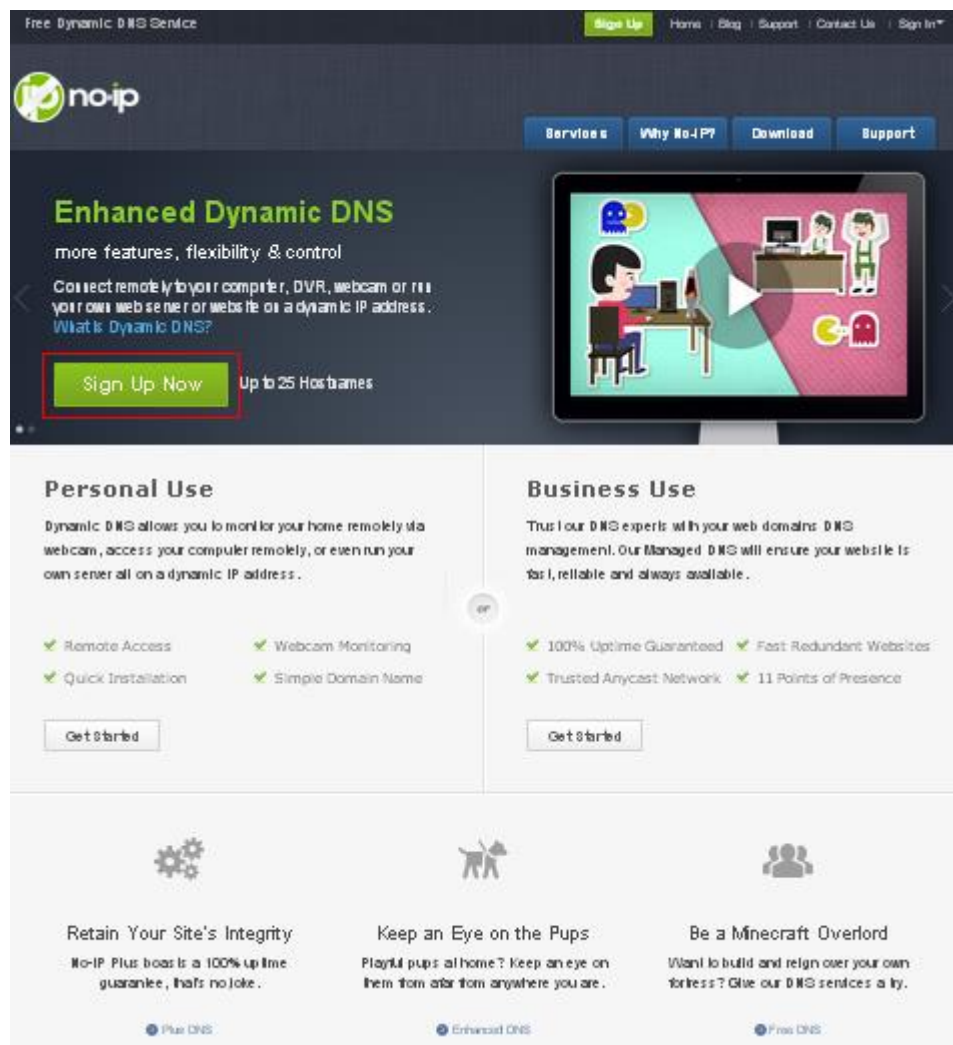 Free Dynamic DNS Service
Sign Up Home Blog Support Contact Us Sign In
no-ip
Services Why No-IP? Download Support
Enhanced Dynamic DNS
more features, flexibility & control
Connect remotely to your computer, DVR, webcam or run
your own web server or website on a dynamic IP address.
What is Dynamic DNS?
Sign Up Now Up to 25 Hostnames
Personal Use
Dynamic DNS allows you to monitor your home remotely via
webcam, access your computer remotely, or even run your
own server all on a dynamic IP address.
Remote Access Webcam Monitoring
Quick Installation Simple Domain Name
Get Started
or
Business Use
Trust our DNS experts with your web domains DNS
management. Our Managed DNS will ensure your website is
fast, reliable and always available.
100% Uptime Guaranteed Fast Redundant Websites
Trusted Anycast Network 11 Points of Presence
Get Started
Retain Your Site's Integrity
No-IP Plus boasts a 100% uptime
guarantee, that's no joke.
Plus DNS
Keep an Eye on the Pups
Playful pups at home? Keep an eye on
them from afar from anywhere you are.
Enhanced DNS
Be a Minecraft Overlord
Want to build and reign over your own
fortress? Give our DNS services a try.
Free DNS